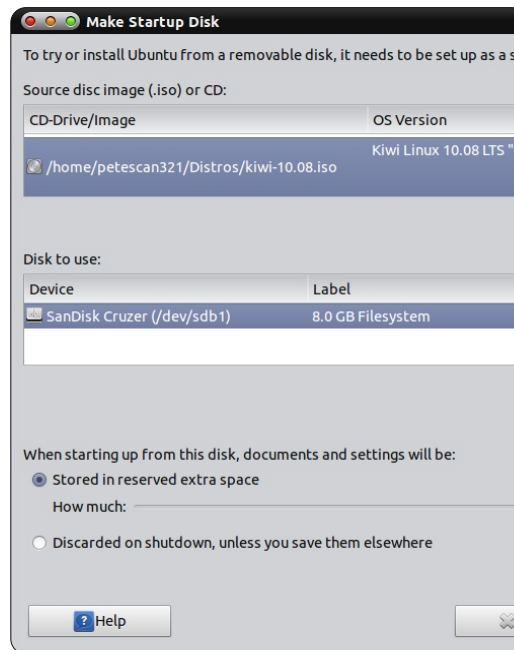 Make Startup Disk
To try or install Ubuntu from a removable disk, it needs to be set up as a s
Source disc image (.iso) or CD:
CD-Drive/Image OS Version
Kiwi Linux 10.08 LTS "
/home/petescan321/Distros/kiwi-10.08.iso
Disk to use:
Device Label
SanDisk Cruzer (/dev/sdb1) 8.0 GB Filesystem
When starting up from this disk, documents and settings will be:
Stored in reserved extra space
How much:
Discarded on shutdown, unless you save them elsewhere
Help